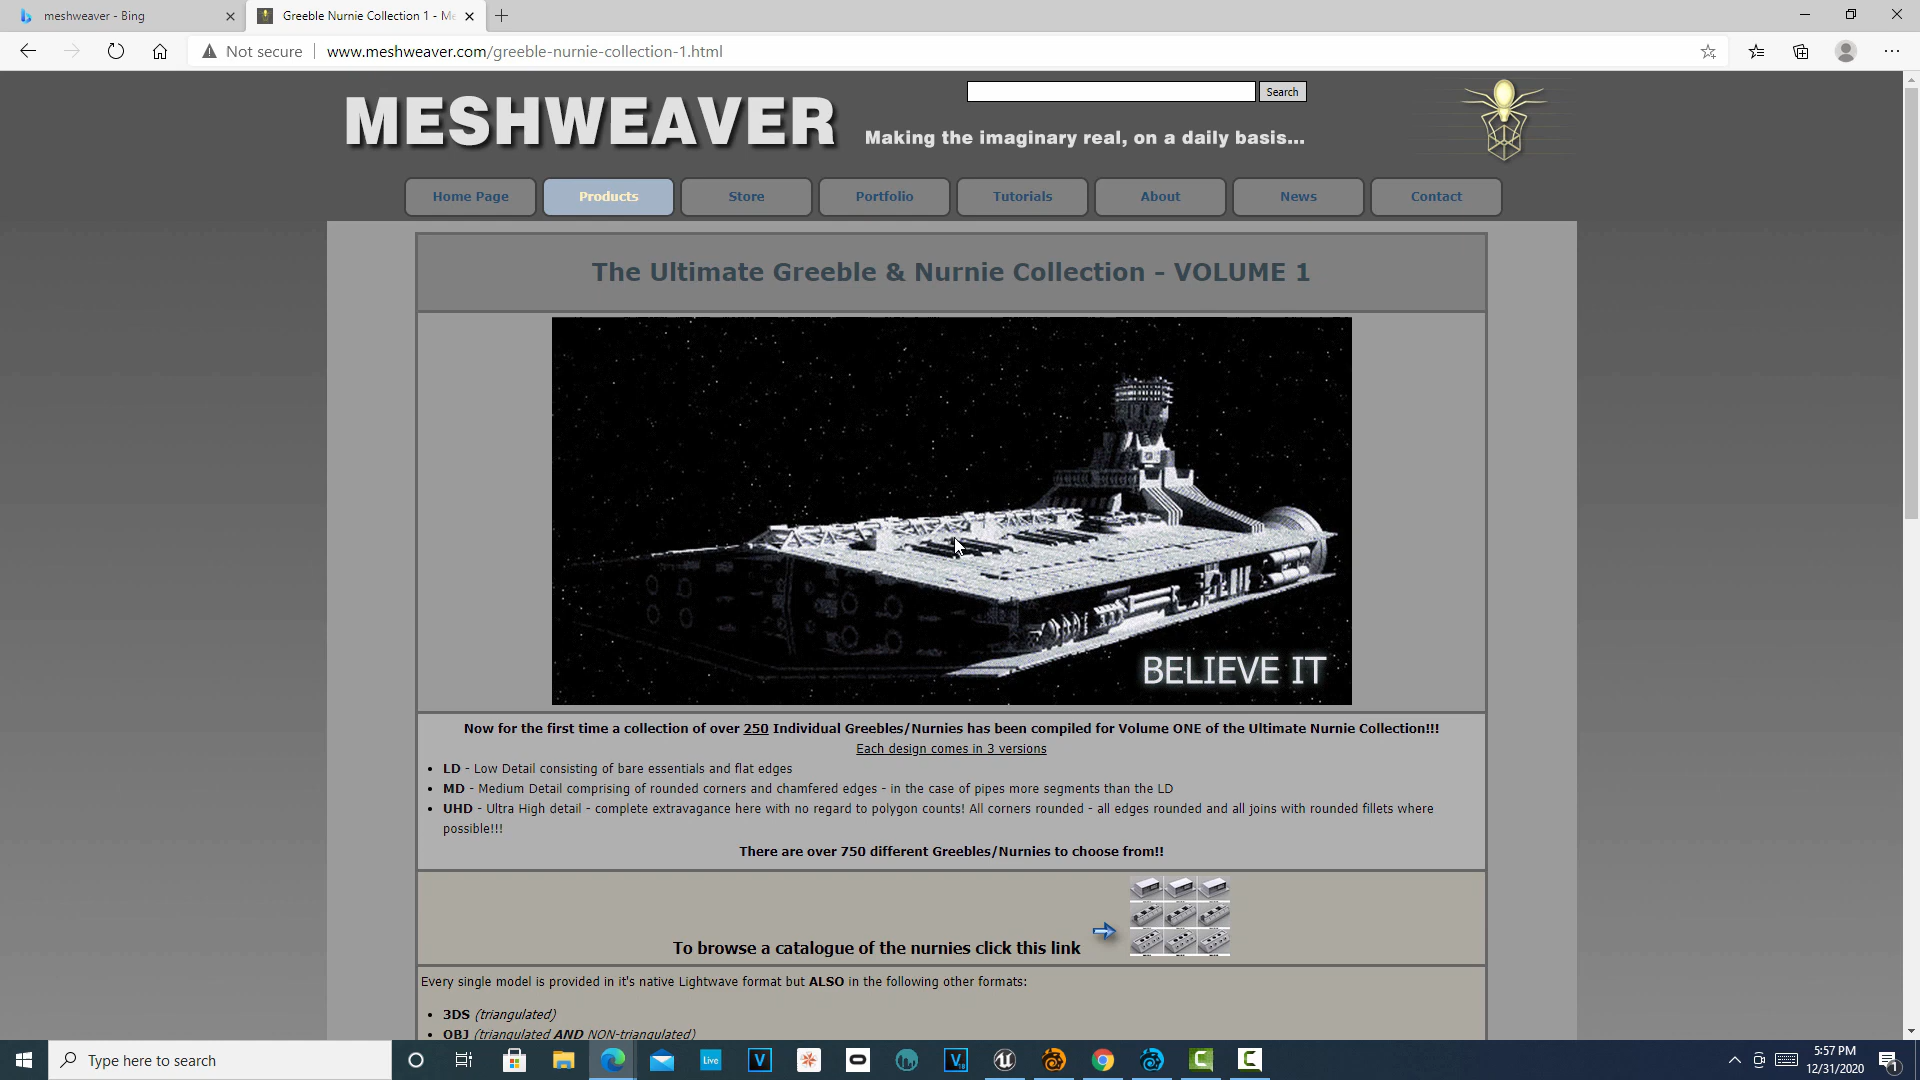 meshweaver - Bing
Greeble Nurnie Collection 1 - Me
Not secure
www.meshweaver.com/greeble-nurnie-collection-1.html
Search
MESHWEAVER
Making the imaginary real, on a daily basis...
Home Page
Products
Store
Portfolio
Tutorials
About
News
Contact
The Ultimate Greeble & Nurnie Collection - VOLUME 1
BELIEVE IT
Now for the first time a collection of over 250 Individual Greebles/Nurnies has been compiled for Volume ONE of the Ultimate Nurnie Collection!!!
Each design comes in 3 versions
• LD - Low Detail consisting of bare essentials and flat edges
• MD - Medium Detail comprising of rounded corners and chamfered edges - in the case of pipes more segments than the LD
• UHD - Ultra High detail - complete extravagance here with no regard to polygon counts! All corners rounded - all edges rounded and all joins with rounded fillets where
possible!!!
There are over 750 different Greebles/Nurnies to choose from!!
To browse a catalogue of the nurnies click this link
Every single model is provided in it's native Lightwave format but ALSO in the following other formats:
• 3DS (triangulated)
• OBJ (triangulated AND NON-triangulated)
Type here to search
Live
5:57 PM
12/31/2020
1